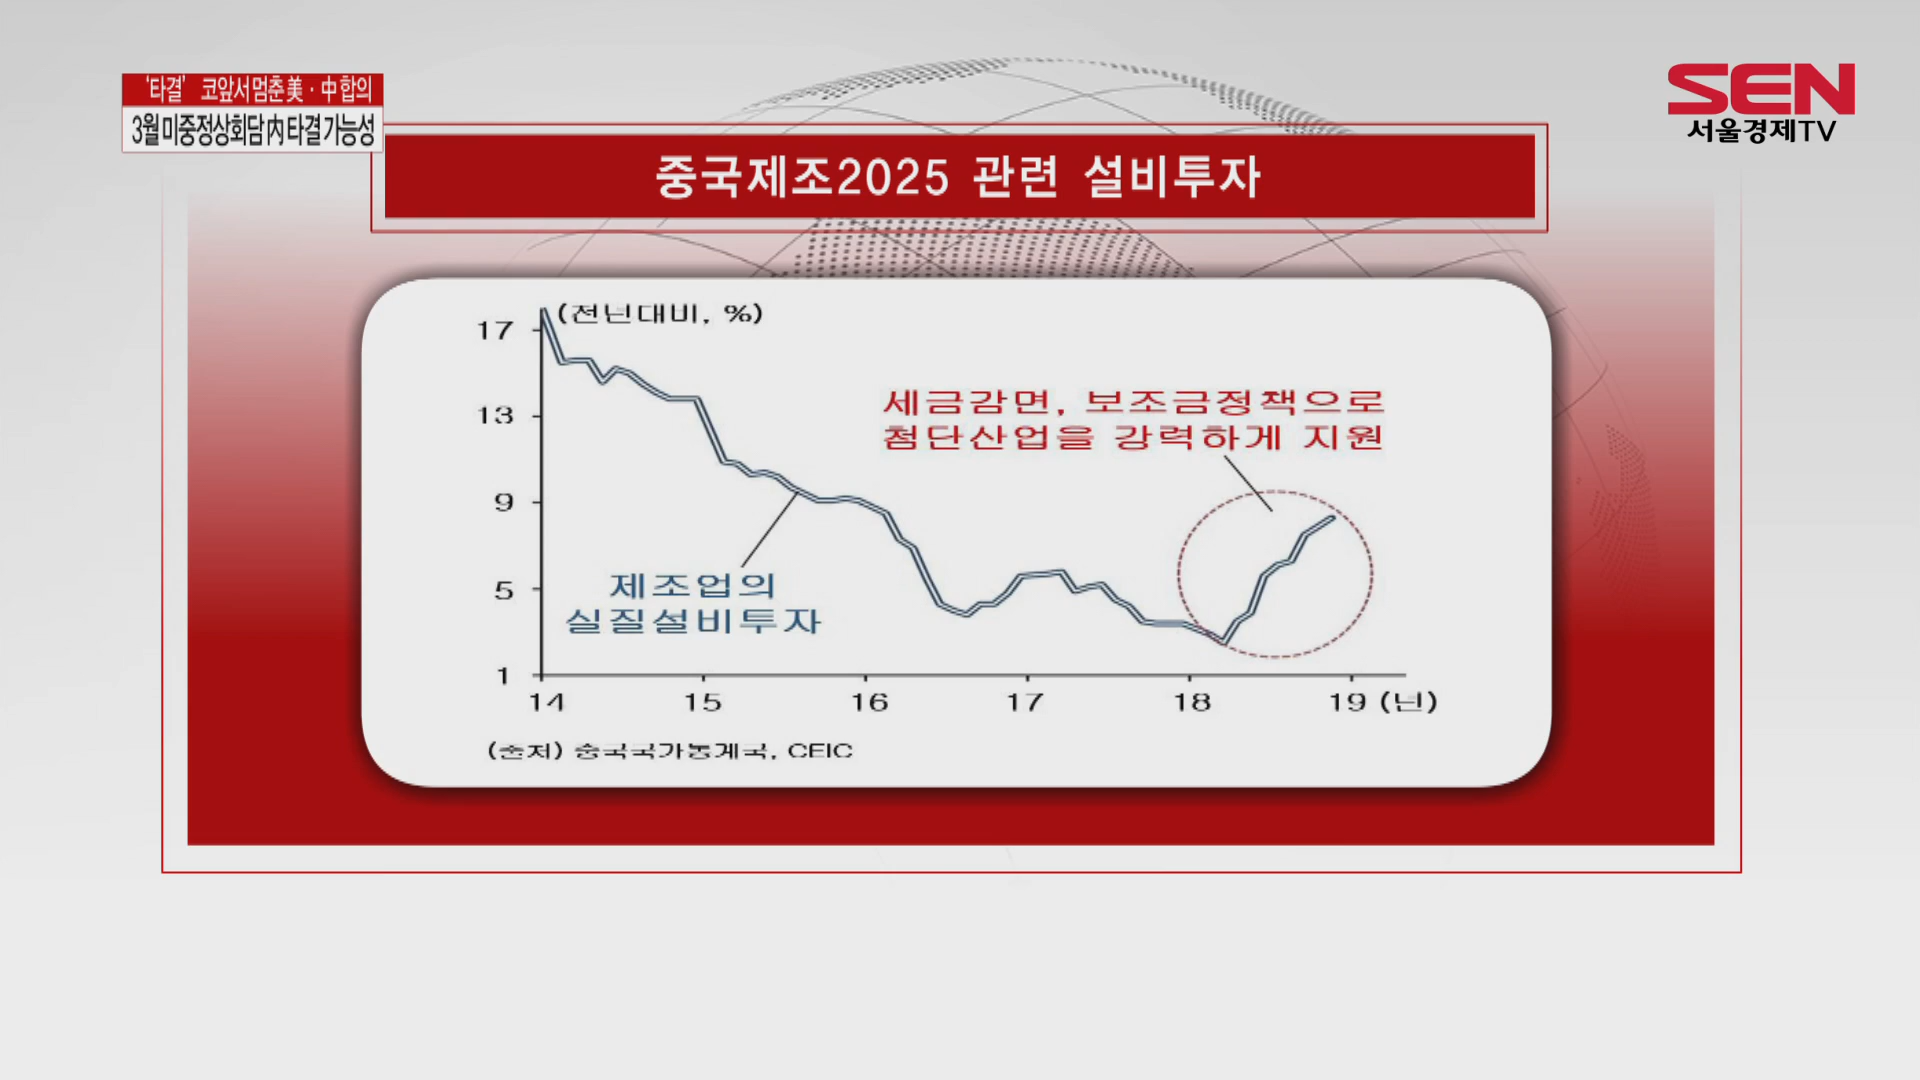 ‘타결’ 코앞서 멈춘 美·中 합의
3월 미중정상회담 內 타결 가능성
SEN
서울경제TV
중국제조2025 관련 설비투자
(전년대비, %)
17
13
9
5
1
세금감면, 보조금정책으로
첨단산업을 강력하게 지원
제조업의
실질설비투자
14 15 16 17 18 19 (년)
(출처) 중국국가통계국, CEIC